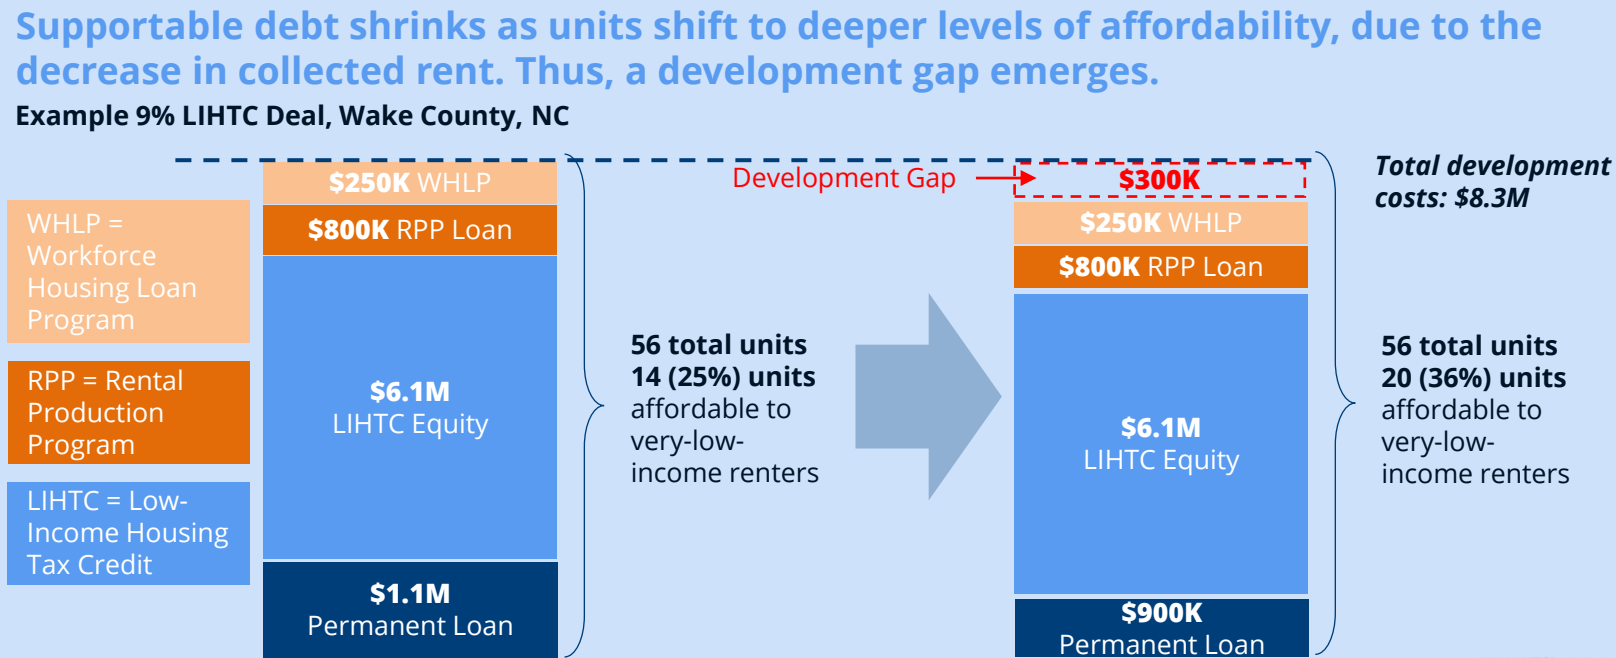 Supportable debt shrinks as units shift to deeper levels of affordability, due to the
decrease in collected rent. Thus, a development gap emerges.
Example 9% LIHTC Deal, Wake County, NC
WHLP =
Workforce
Housing Loan
Program
RPP = Rental
Production
Program
LIHTC = Low-
Income Housing
Tax Credit
$250K WHLP
$800K RPP Loan
$6.1M
LIHTC Equity
$1.1M
Permanent Loan
56 total units
14 (25%) units
affordable to
very-low-
income renters
Development Gap
$300K
$250K WHLP
$800K RPP Loan
$6.1M
LIHTC Equity
$900K
Permanent Loan
Total development
costs: $8.3M
56 total units
20 (36%) units
affordable to
very-low-
income renters